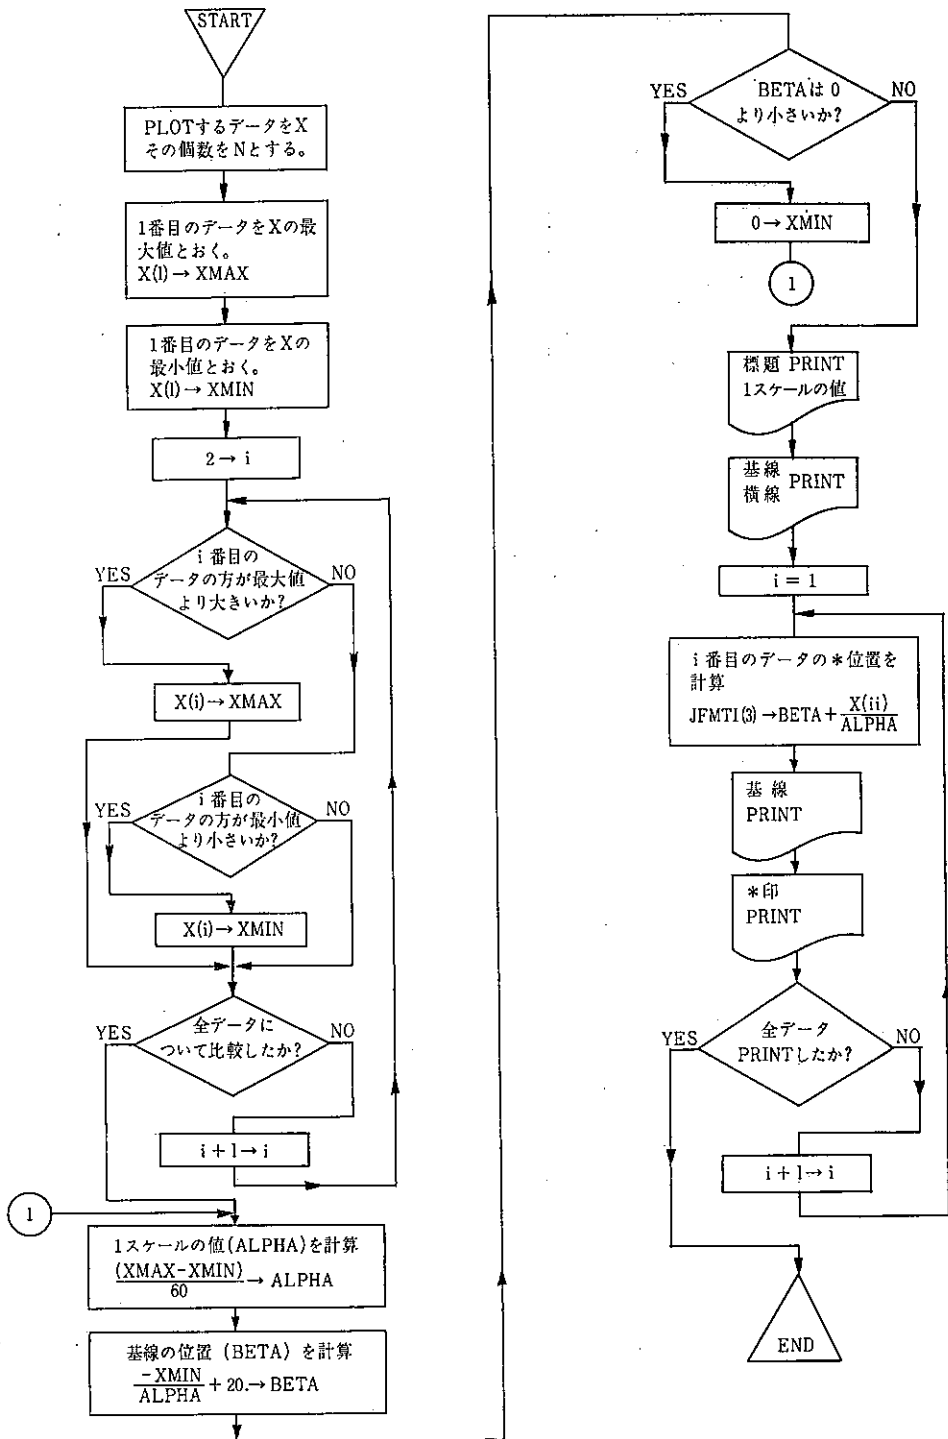 START
PLOTするデータをX
その個数をNとする。
1番目のデータをXの最
大値とおく。
X(1)→XMAX
1番目のデータをXの
最小値とおく。
X(1)→XMIN
2→i
i番目の
データの方が最大値
より大きいか?
YES
NO
X(i)→XMAX
i番目の
データの方が最小値
より小さいか?
YES
NO
X(i)→XMIN
全データに
ついて比較したか?
YES
NO
i+1→i
1
1スケールの値(ALPHA)を計算
(XMAX-XMIN)
60
→ ALPHA
基線の位置(BETA)を計算
-XMIN
ALPHA
+20.→BETA
BETAは0
より小さいか?
YES
NO
0→XMIN
1
標題 PRINT
1スケールの値
基線
横線
PRINT
i=1
i番目のデータの*位置を
計算
JFMTI(3)→BETA+
X(ii)
ALPHA
基線
PRINT
*印
PRINT
全データ
PRINTしたか?
YES
NO
i+1→i
END